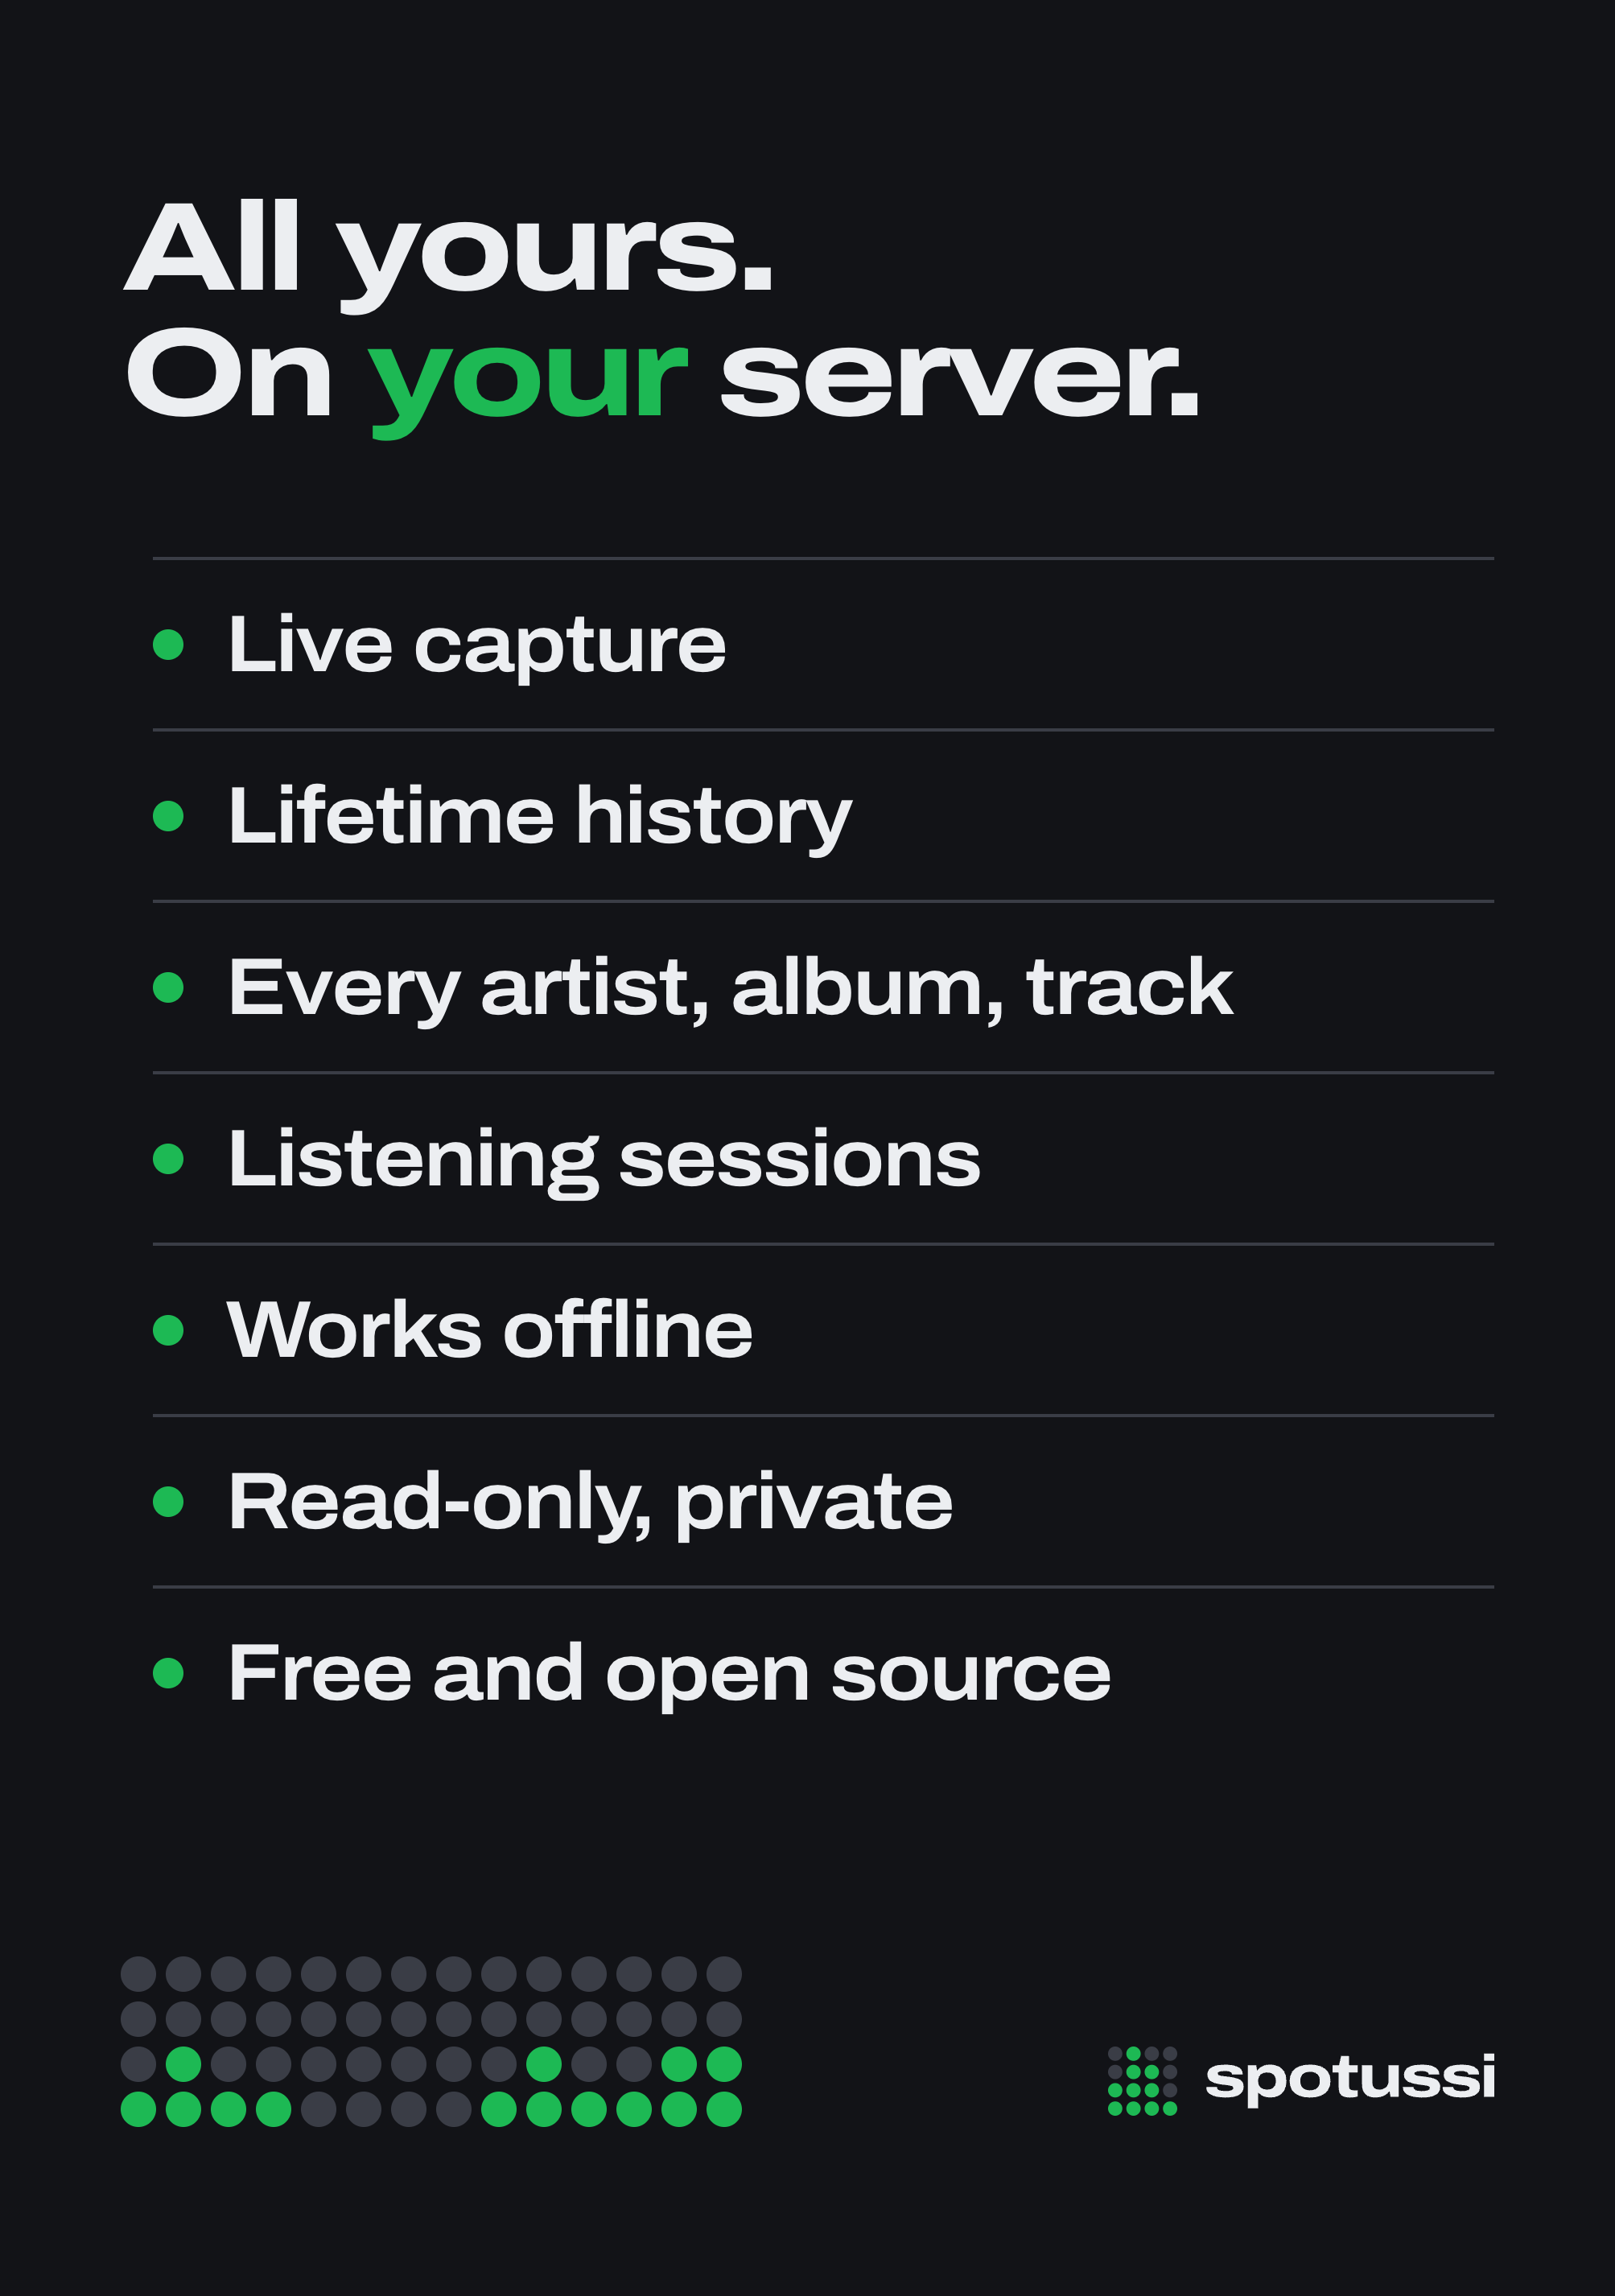 All yours.
On your server.
Live capture
Lifetime history
Every artist, album, track
Listening sessions
Works offline
Read-only, private
Free and open source
spotussi